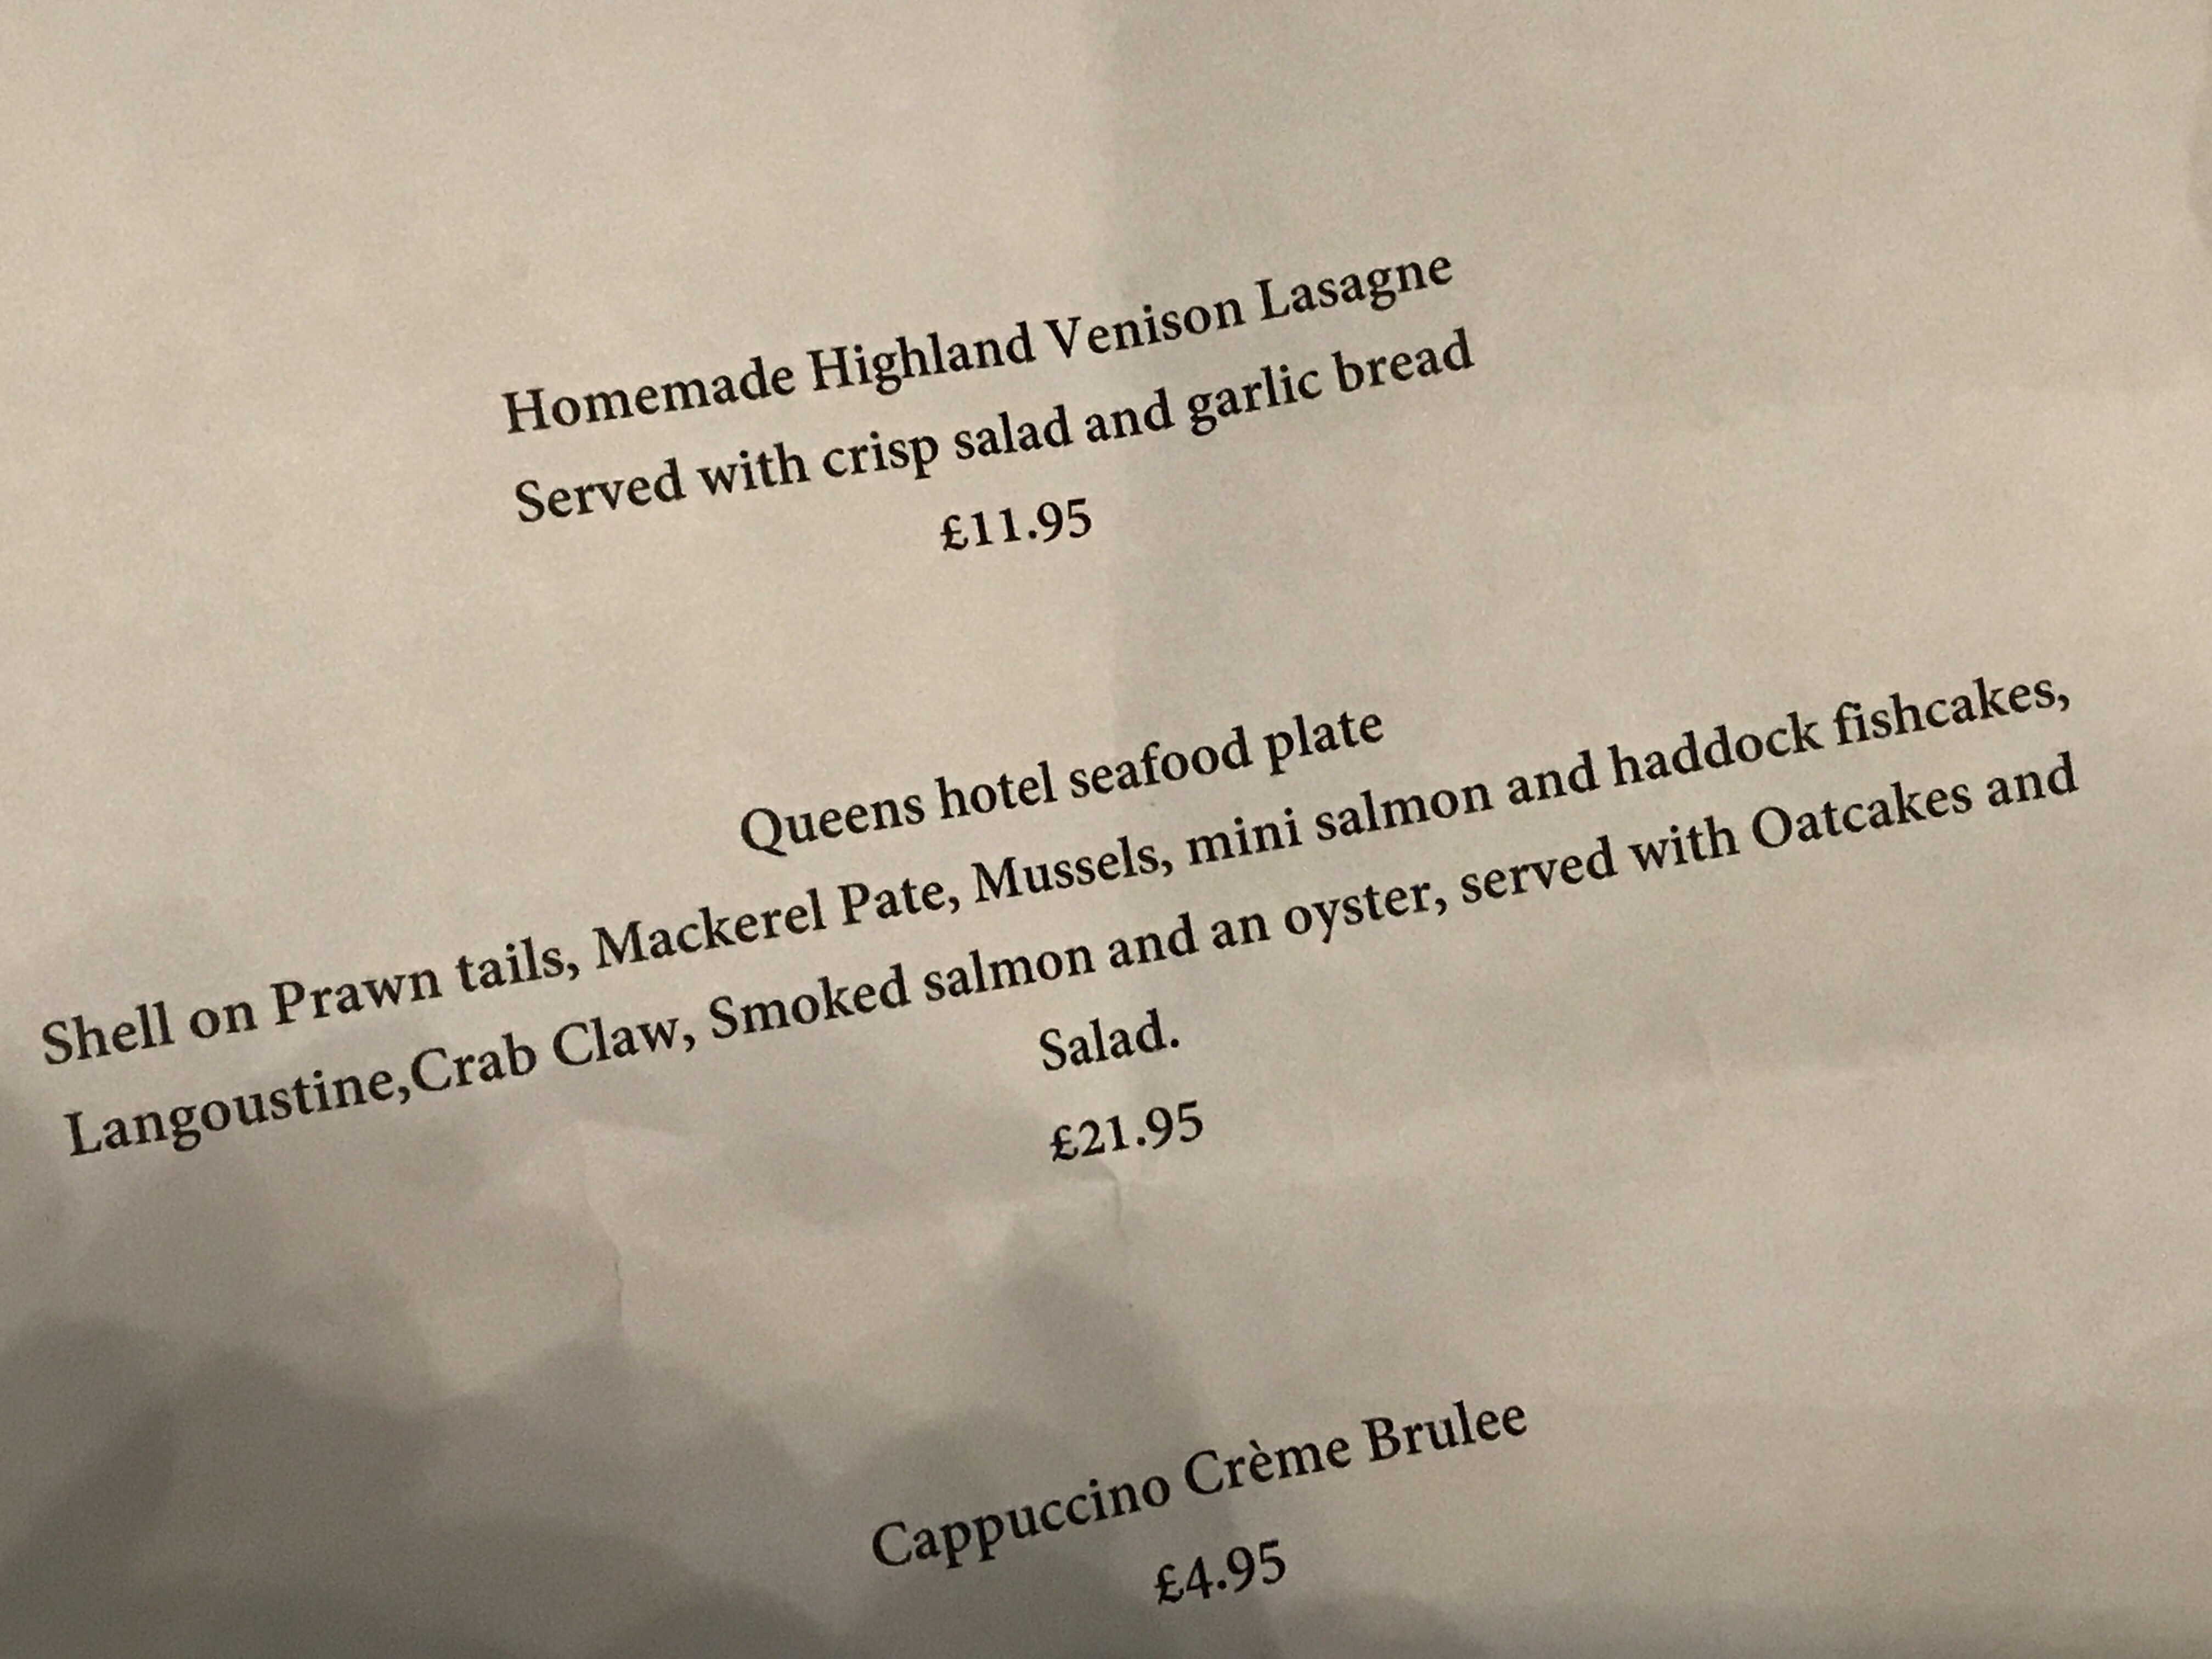 Homemade Highland Venison Lasagne
Served with crisp salad and garlic bread
£11.95
Queens hotel seafood plate
Shell on Prawn tails, Mackerel Pate, Mussels, mini salmon and haddock fishcakes,
Langoustine,Crab Claw, Smoked salmon and an oyster, served with Oatcakes and
Salad.
£21.95
Cappuccino Crème Brulee
£4.95